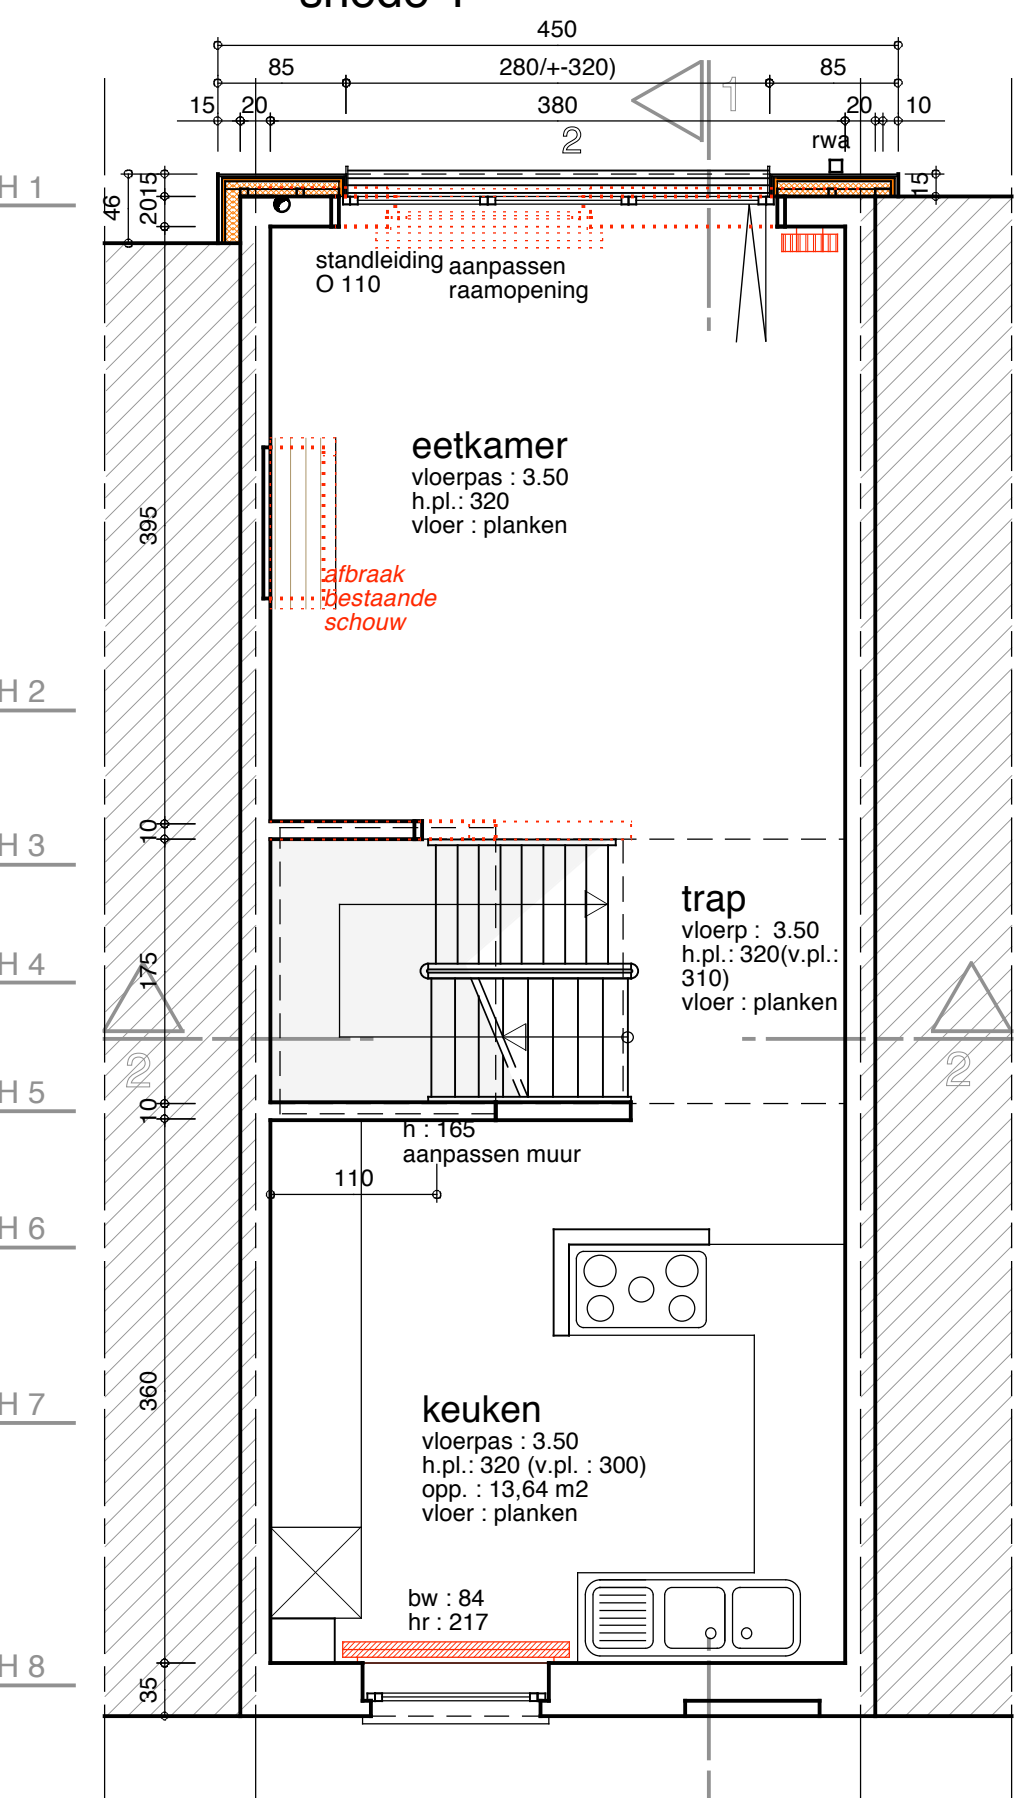 snede 1
450
85 280/+-320) 85
1
15 20 380 20 10
2
rwa
H 1
46
15
20
15
standleiding
O 110
aanpassen
raamopening
eetkamer
vloerpas : 3.50
h.pl.: 320
vloer : planken
395
afbraak
bestaande
schouw
H 2
10
H 3
trap
vloerp : 3.50
h.pl.: 320(v.pl.:
310)
vloer : planken
H 4
175
2
2
H 5
10
h : 165
aanpassen muur
110
H 6
360
H 7
keuken
vloerpas : 3.50
h.pl.: 320 (v.pl. : 300)
opp. : 13,64 m2
vloer : planken
bw : 84
hr : 217
H 8
35